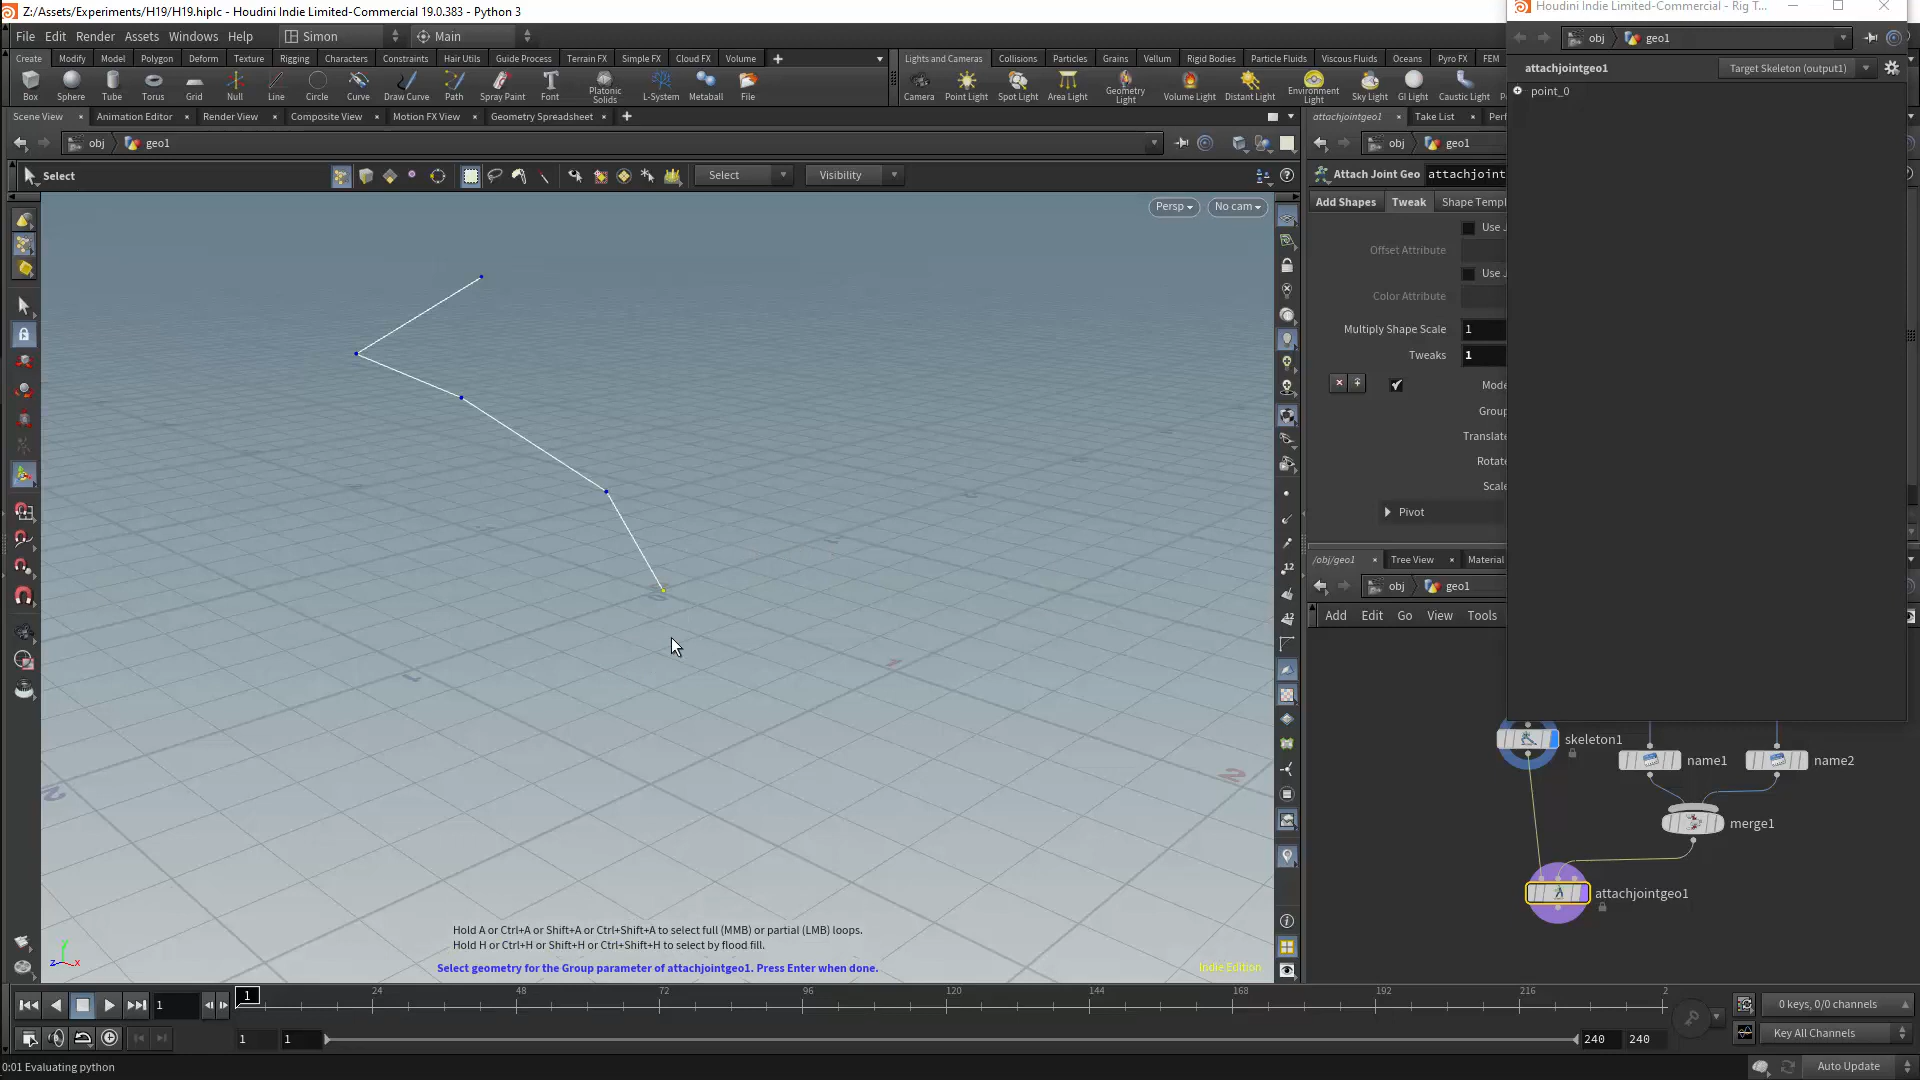 Z:/Assets/Experiments/H19/H19.hiplc - Houdini Indie Limited-Commercial 19.0.383 - Python 3
Houdini Indie Limited-Commercial - Rig T...
File Edit Render Assets Windows Help Simon Main
obj geo1
Create Modify Model Polygon Deform Texture Rigging Characters Constraints Hair Utils Guide Process Terrain FX Simple FX Cloud FX Volume
Lights and Cameras Collisions Particles Grains Vellum Rigid Bodies Particle Fluids Viscous Fluids Oceans Pyro FX FEM
attachjointgeo1 Target Skeleton (output1)
Box Sphere Tube Torus Grid Null Line Circle Curve Draw Curve Path Spray Paint Font Platonic Solids L-System Metaball File
Camera Point Light Spot Light Area Light Geometry Light Volume Light Distant Light Environment Light Sky Light GI Light Caustic Light
point_0
Scene View Animation Editor Render View Composite View Motion FX View Geometry Spreadsheet
attachjointgeo1 Take List Perf
obj geo1
obj geo1
Select Select Visibility
Attach Joint Geo attachjoint
Add Shapes Tweak Shape Temp
Persp No cam
Use J
Offset Attribute
Use J
Color Attribute
Multiply Shape Scale 1
Tweaks 1
Mode
Group
Translate
Rotate
Scale
Pivot
/obj/geo1 Tree View Material
obj geo1
Add Edit Go View Tools
skeleton1
name1
name2
merge1
attachjointgeo1
2
Hold A or Ctrl+A or Shift+A or Ctrl+Shift+A to select full (MMB) or partial (LMB) loops.
Hold H or Ctrl+H or Shift+H or Ctrl+Shift+H to select by flood fill.
Select geometry for the Group parameter of attachjointgeo1. Press Enter when done.
Indie Edition
y
z x
1 1 24 48 72 96 120 144 168 192 216 2
0 keys, 0/0 channels
1 1 240 240
Key All Channels
0:01 Evaluating python
Auto Update